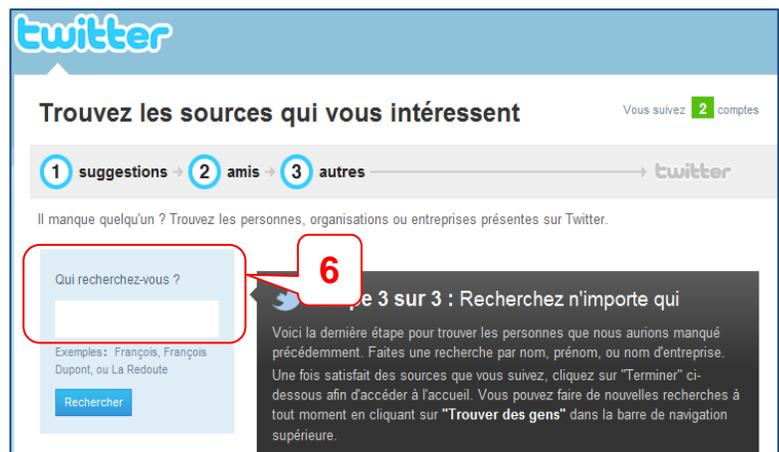 twitter
Trouvez les sources qui vous intéressent
Vous suivez 2 comptes
1 suggestions 2 amis 3 autres twitter
Il manque quelqu'un ? Trouvez les personnes, organisations ou entreprises présentes sur Twitter.
Qui recherchez-vous ?
Exemples: François, François
Dupont, ou La Redoute
Rechercher
6
pe 3 sur 3 : Recherchez n'importe qui
Voici la dernière étape pour trouver les personnes que nous aurions manqué
précédemment. Faites une recherche par nom, prénom, ou nom d'entreprise.
Une fois satisfait des sources que vous suivez, cliquez sur "Terminer" ci-
dessous afin d'accéder à l'accueil. Vous pouvez faire de nouvelles recherches à
tout moment en cliquant sur "Trouver des gens" dans la barre de navigation
supérieure.